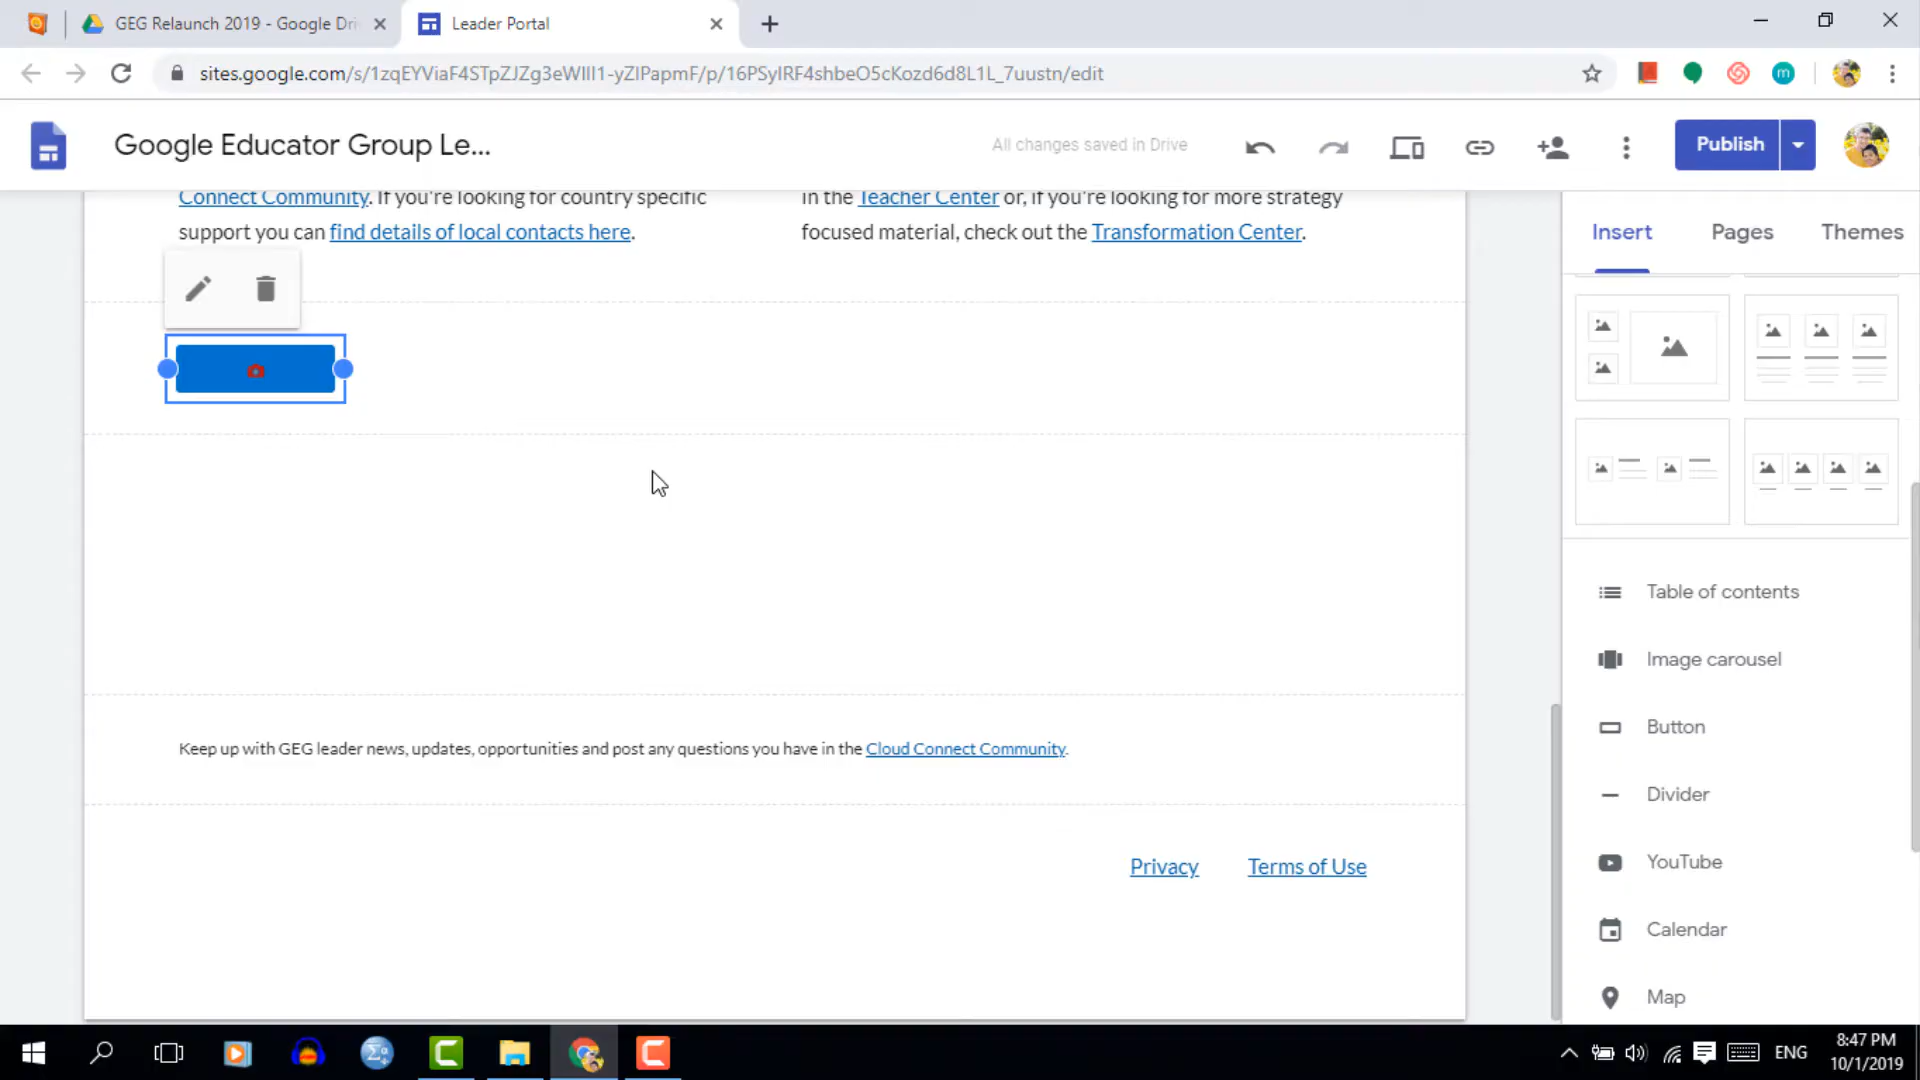 GEG Relaunch 2019 - Google Dri
Leader Portal
sites.google.com/s/1zqEYViaF4STpZJZg3eWIll1-yZlPapmF/p/16PSyIRF4shbeO5cKozd6d8L1L_7uustn/edit
m
Google Educator Group Le...
All changes saved in Drive
Publish
Connect Community. If you're looking for country specific
support you can find details of local contacts here.
in the Teacher Center or, if you're looking for more strategy
focused material, check out the Transformation Center.
Insert
Pages
Themes
Table of contents
Image carousel
Button
Divider
YouTube
Calendar
Map
Keep up with GEG leader news, updates, opportunities and post any questions you have in the Cloud Connect Community.
Privacy
Terms of Use
ENG
8:47 PM
10/1/2019